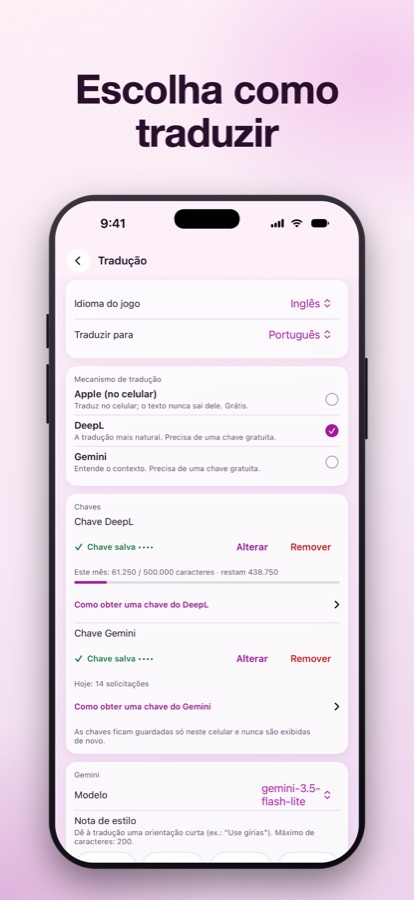 Escolha como
traduzir
9:41
Tradução
Idioma do jogo
Inglês
Traduzir para
Português
Mecanismo de tradução
Apple (no celular)
Traduz no celular; o texto nunca sai dele. Grátis.
DeepL
A tradução mais natural. Precisa de uma chave gratuita.
Gemini
Entende o contexto. Precisa de uma chave gratuita.
Chaves
Chave DeepL
Chave salva ····
Alterar
Remover
Este mês: 61.250 / 500.000 caracteres · restam 438.750
Como obter uma chave do DeepL
Chave Gemini
Chave salva ····
Alterar
Remover
Hoje: 14 solicitações
Como obter uma chave do Gemini
As chaves ficam guardadas só neste celular e nunca são exibidas
de novo.
Gemini
Modelo
gemini-3.5-
flash-lite
Nota de estilo
Dê à tradução uma orientação curta (ex.: "Use gírias"). Máximo de
caracteres: 200.